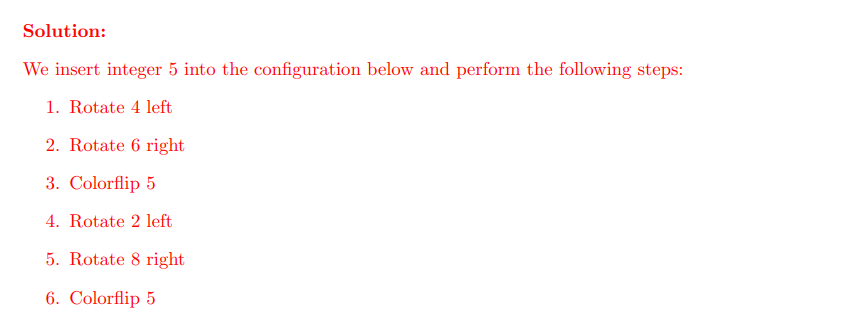 Solution:
We insert integer 5 into the configuration below and perform the following steps:
1. Rotate 4 left
2. Rotate 6 right
3. Colorflip 5
4. Rotate 2 left
5. Rotate 8 right
6. Colorflip 5